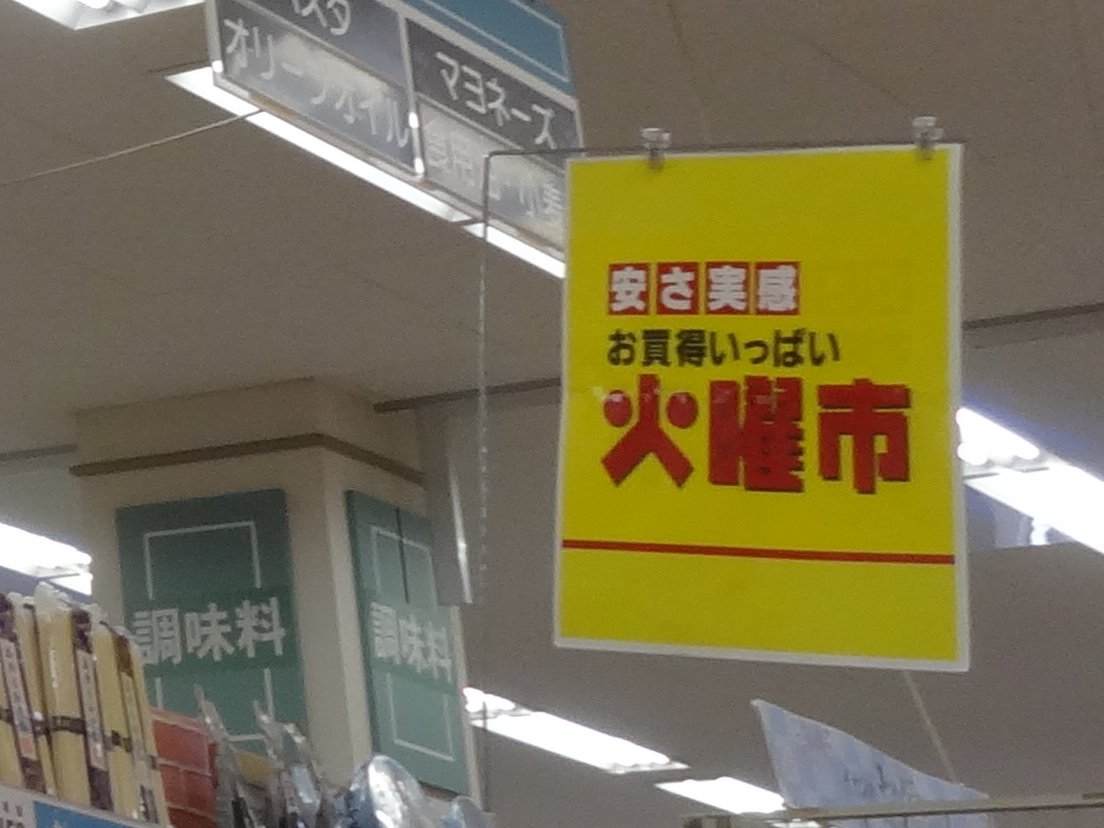 オリーブオイル
マヨネーズ
安さ実感
お買得いっぱい
火曜市
調味料
調味料